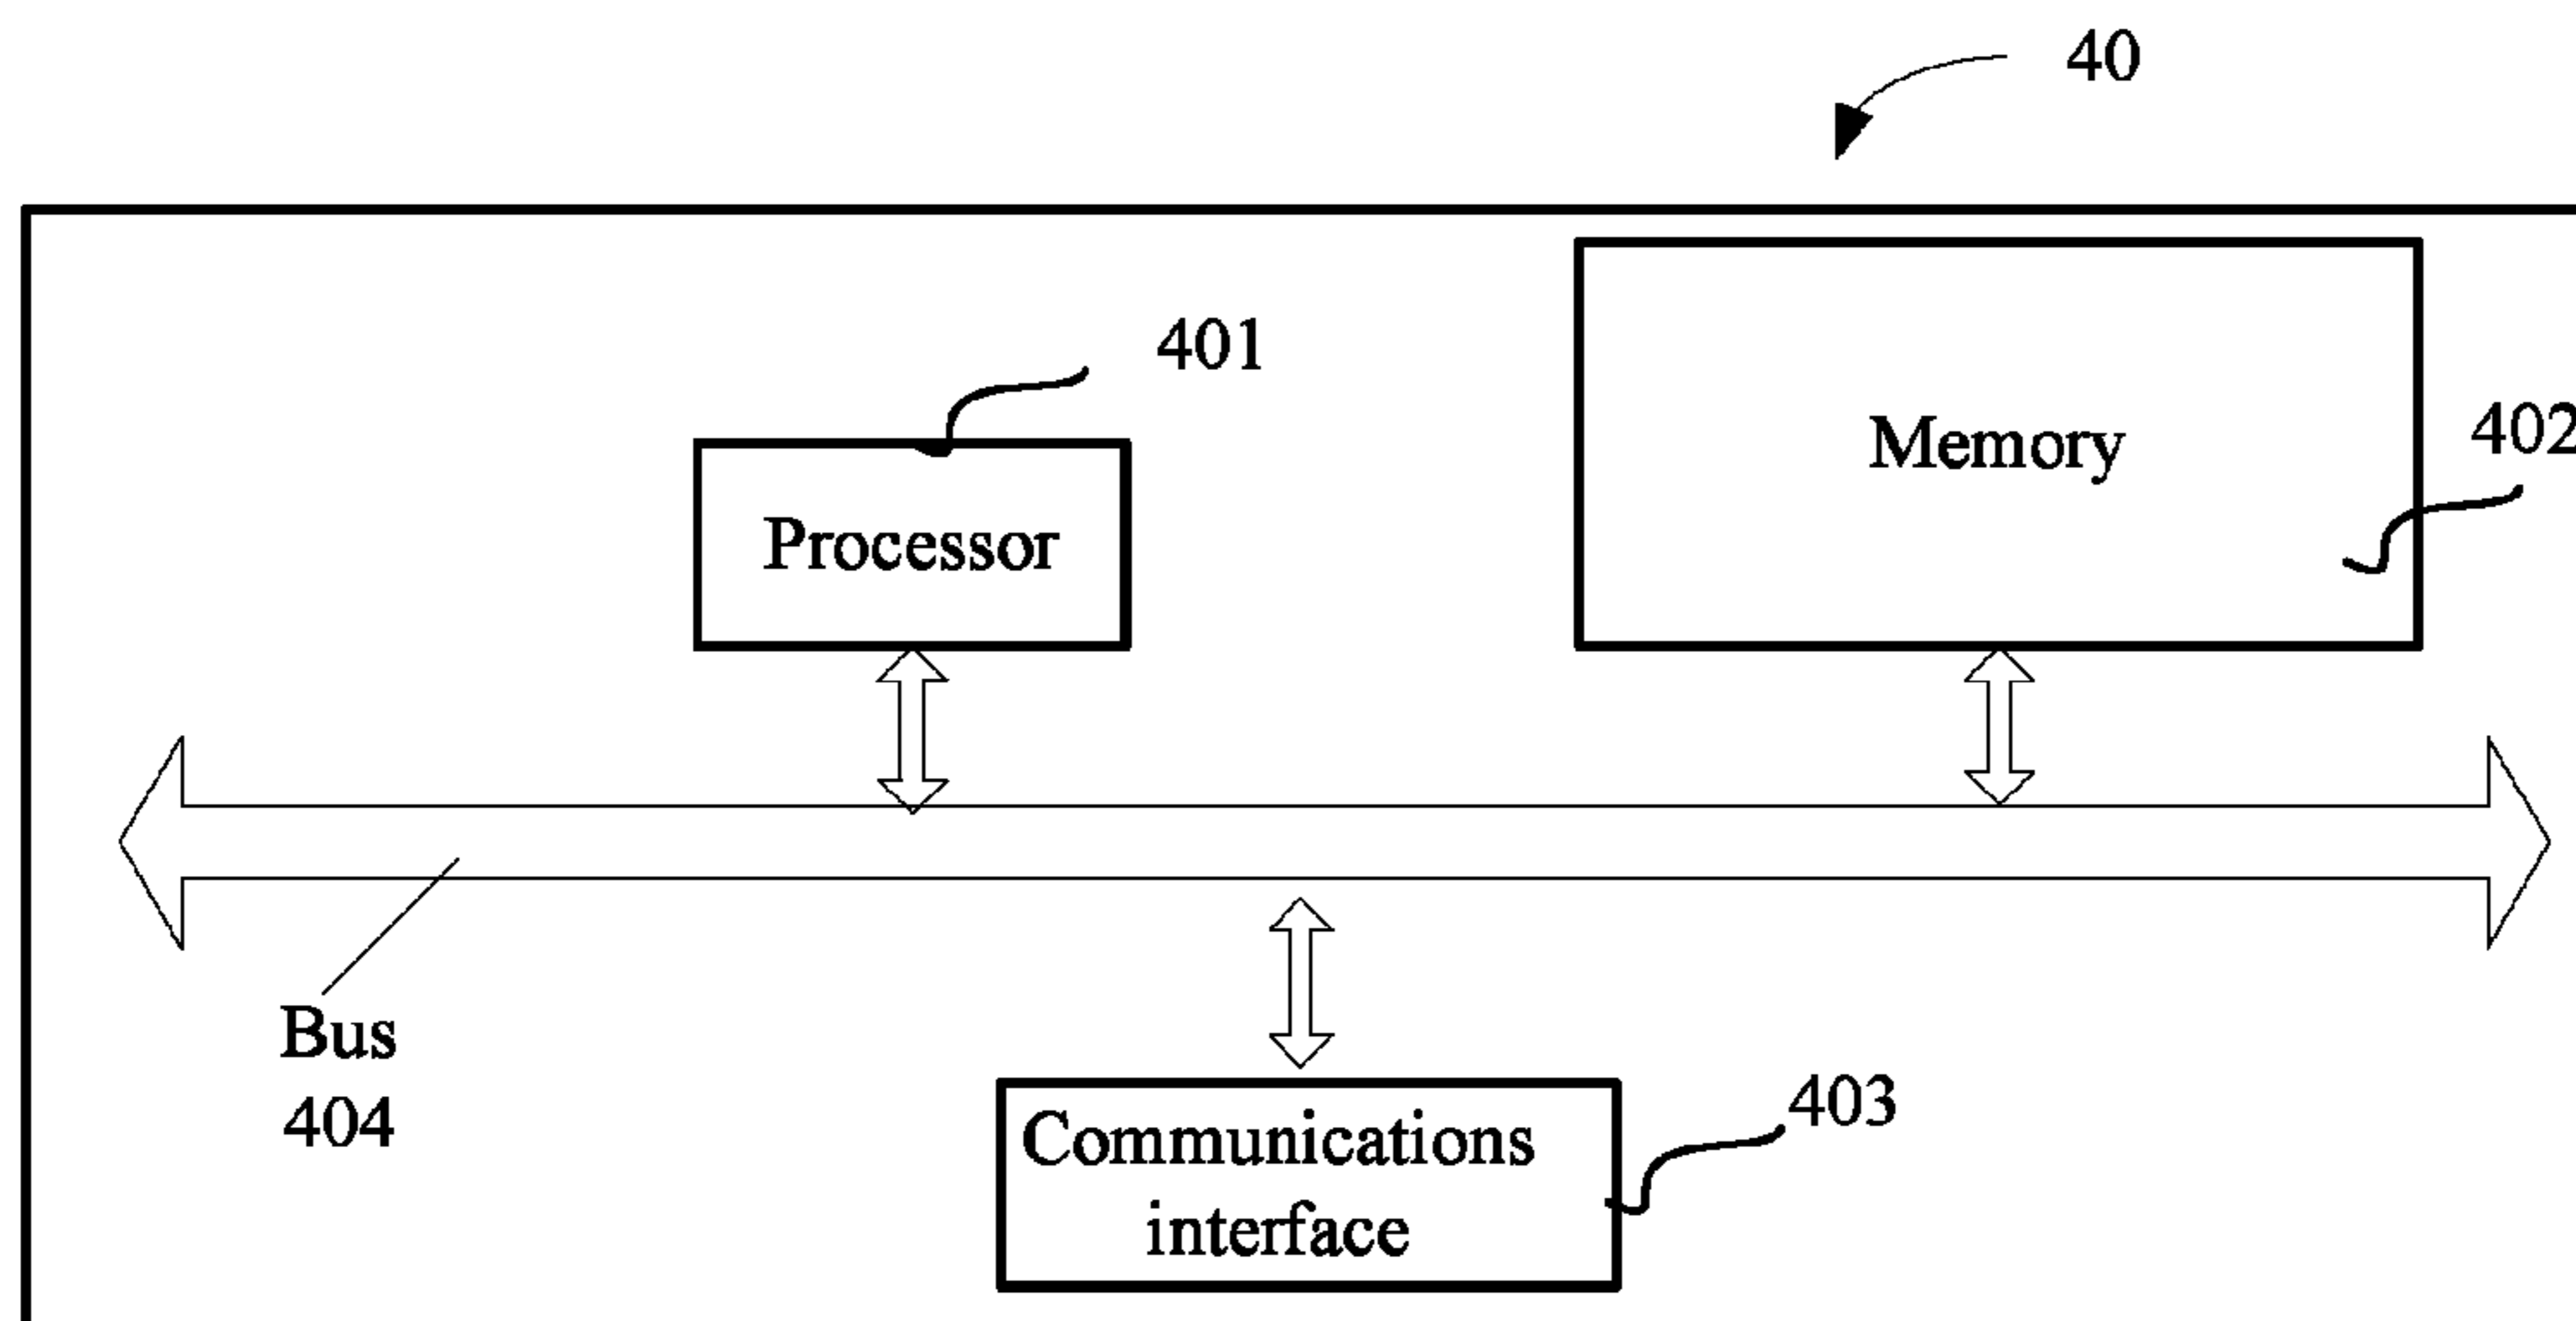 40
401
Processor
Memory
402
Bus
404
Communications
interface
403